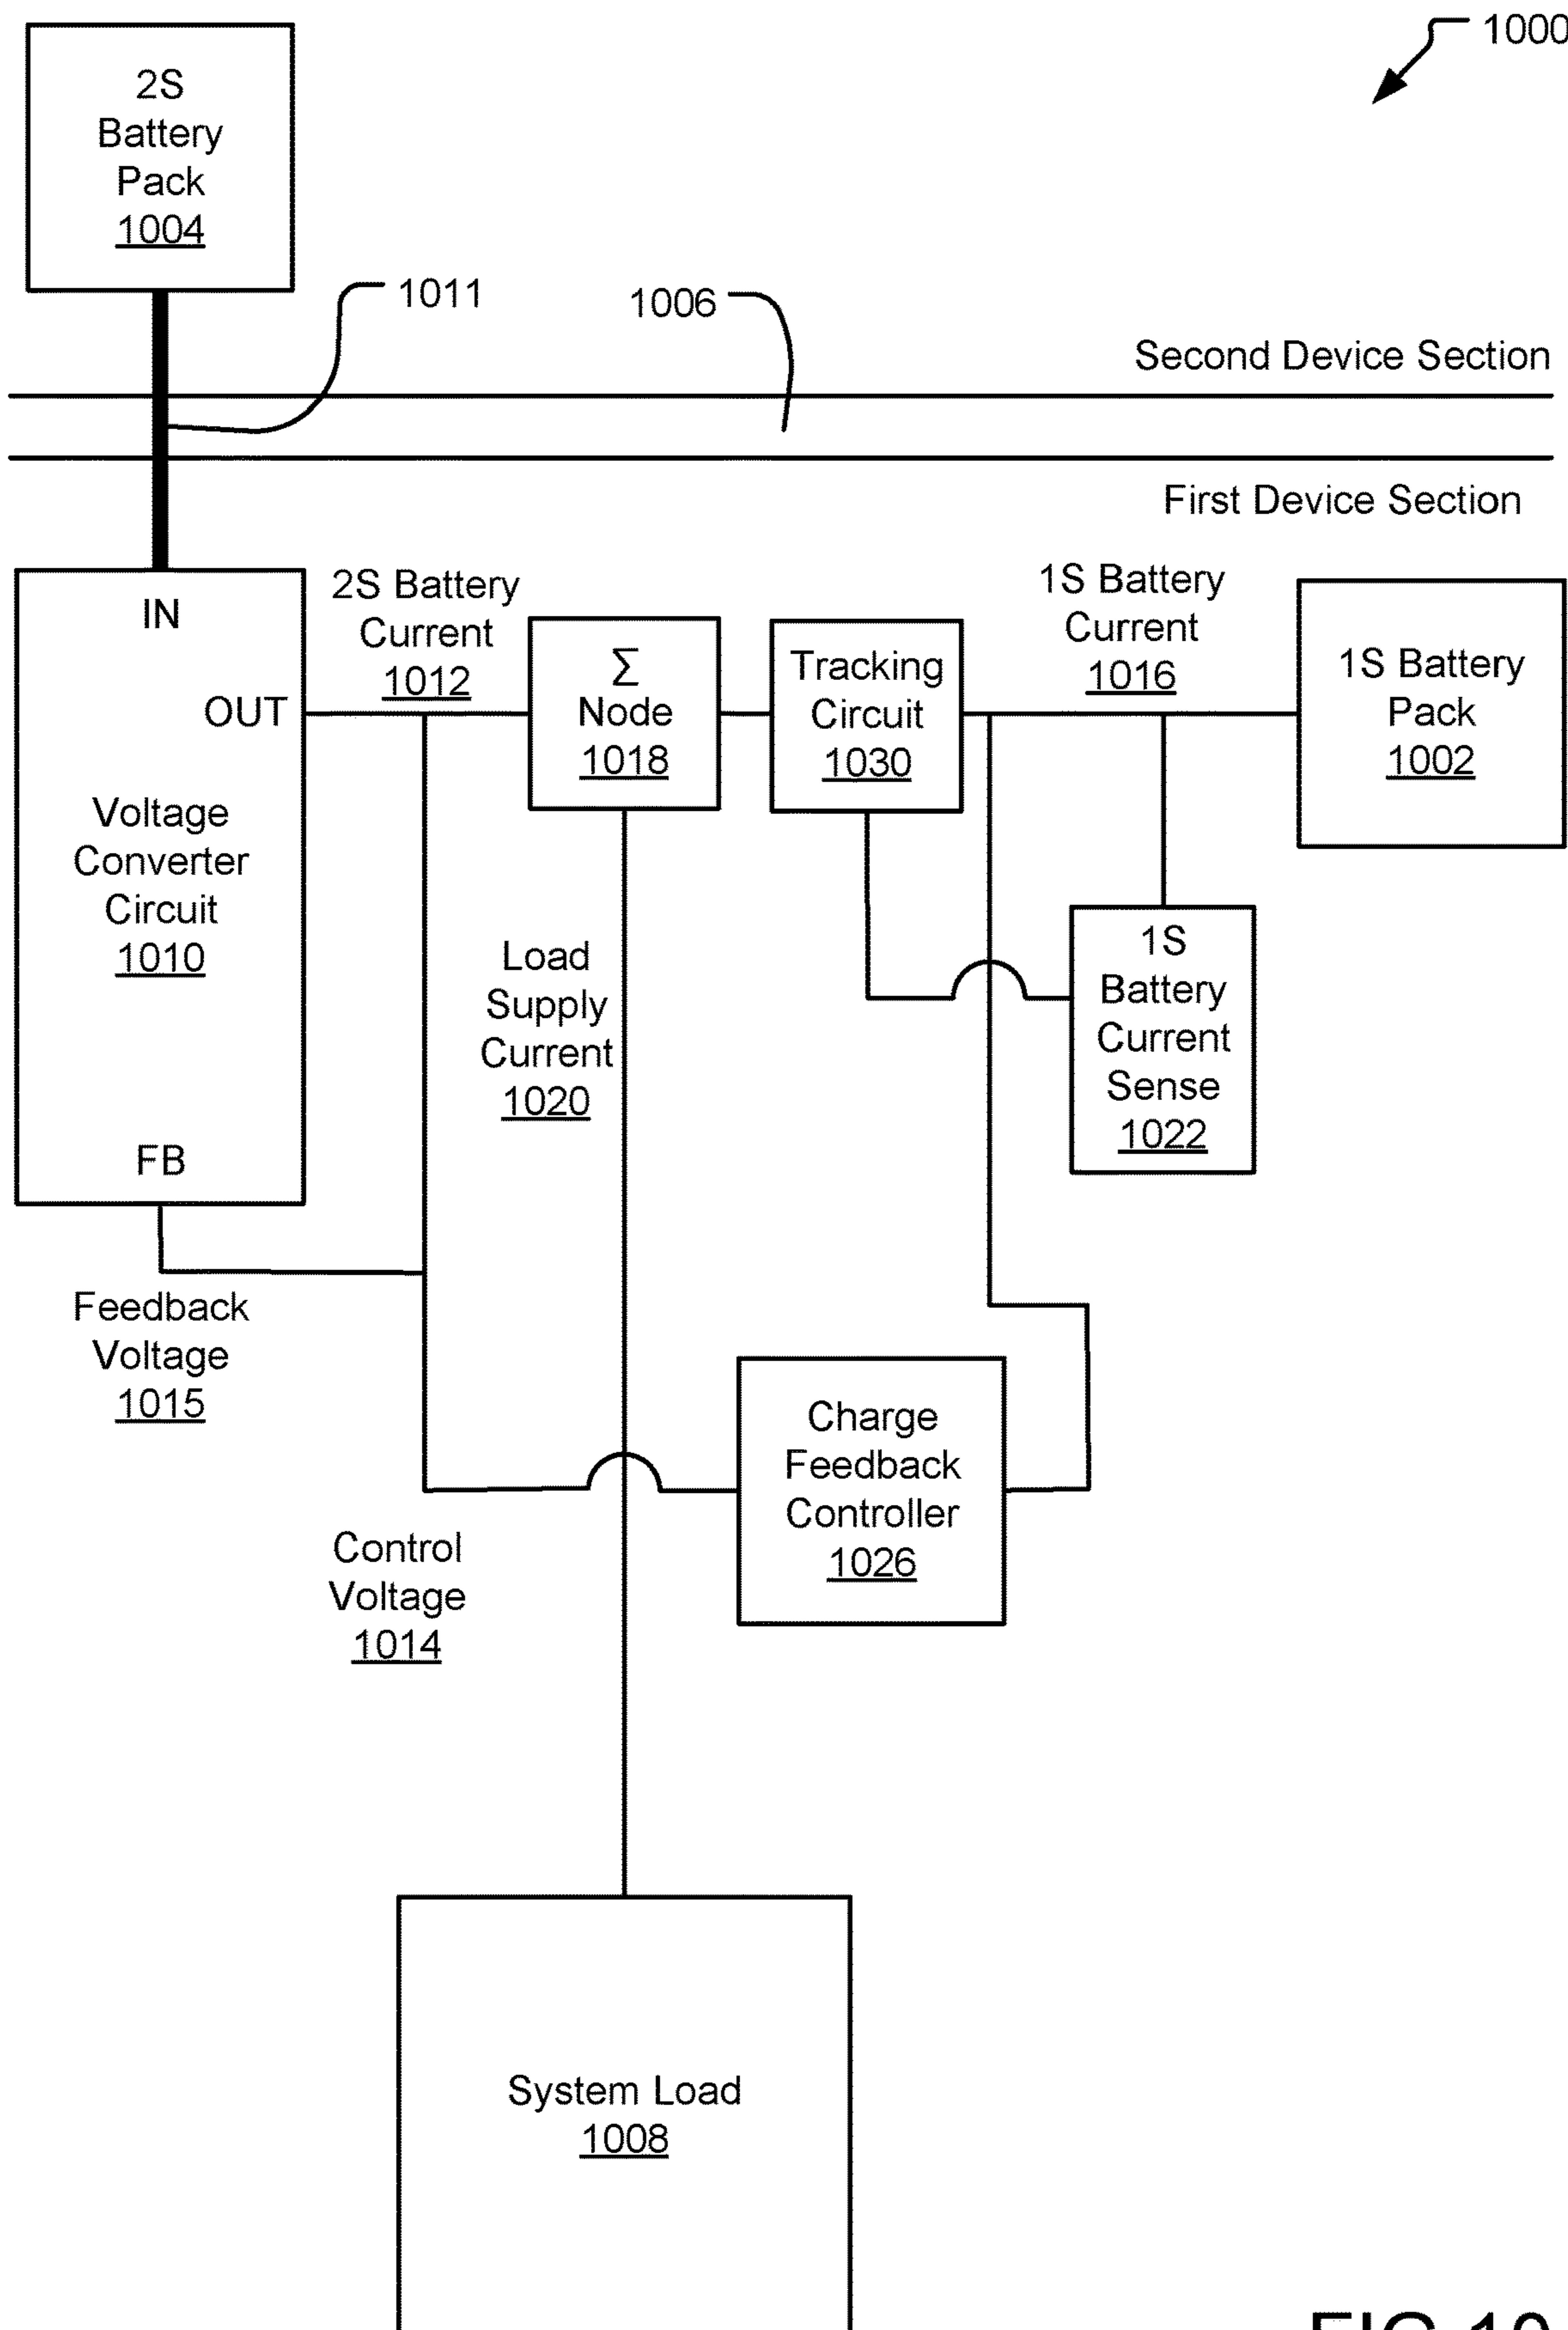 1000
2S
Battery
Pack
1004
1011
1006
Second Device Section
First Device Section
IN
OUT
Voltage
Converter
Circuit
1010
FB
2S Battery
Current
1012
Σ
Node
1018
Tracking
Circuit
1030
1S Battery
Current
1016
1S Battery
Pack
1002
Load
Supply
Current
1020
1S
Battery
Current
Sense
1022
Feedback
Voltage
1015
Charge
Feedback
Controller
1026
Control
Voltage
1014
System Load
1008